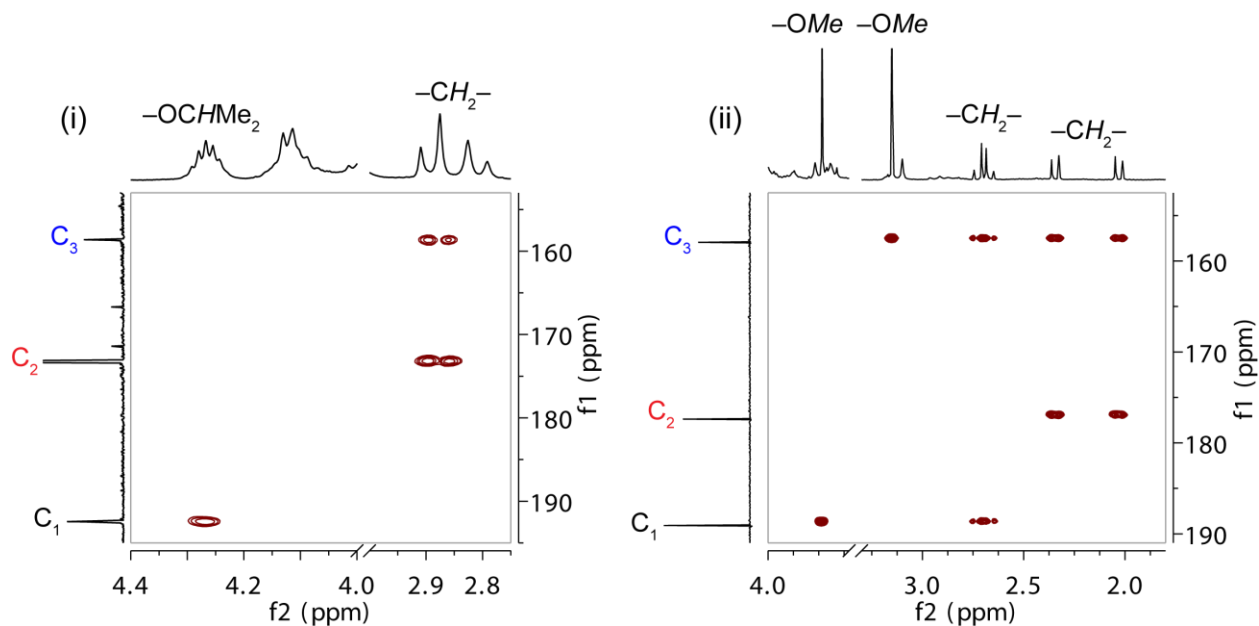 (i)
–OCHMe₂
–CH₂–
C₃
C₂
C₁
160
170
180
190
f1 (ppm)
4.4
4.2
4.0
2.9
2.8
f2 (ppm)
(ii)
–OMe
–OMe
–CH₂–
–CH₂–
C₃
C₂
C₁
160
170
180
190
f1 (ppm)
4.0
3.0
2.5
2.0
f2 (ppm)